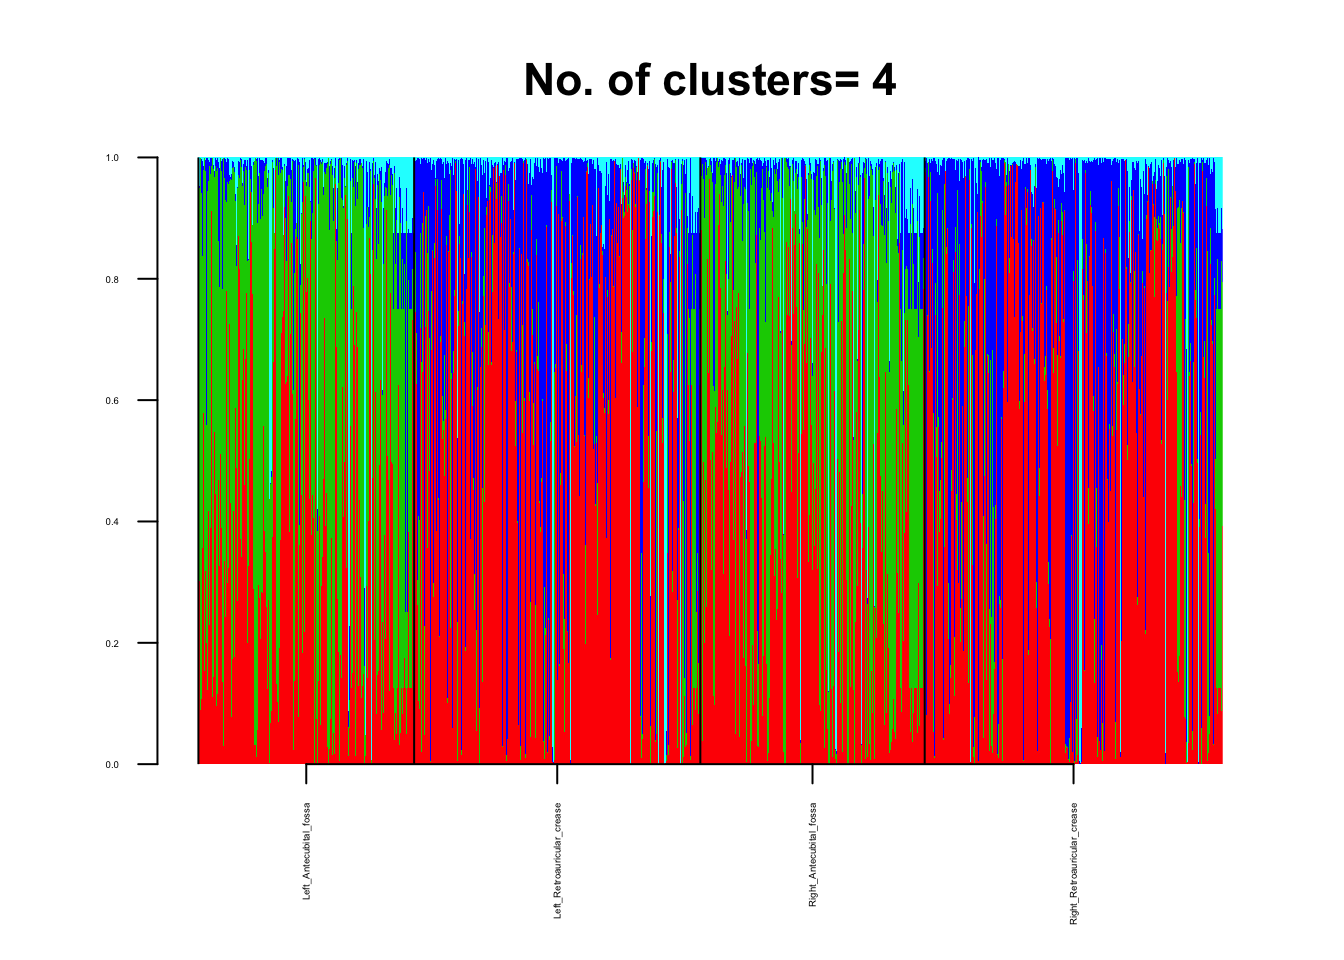 No. of clusters= 4
1.0
0.8
0.6
0.4
0.2
0.0
Left_Antecubital_fossa
Left_Retroauricular_crease
Right_Antecubital_fossa
Right_Retroauricular_crease